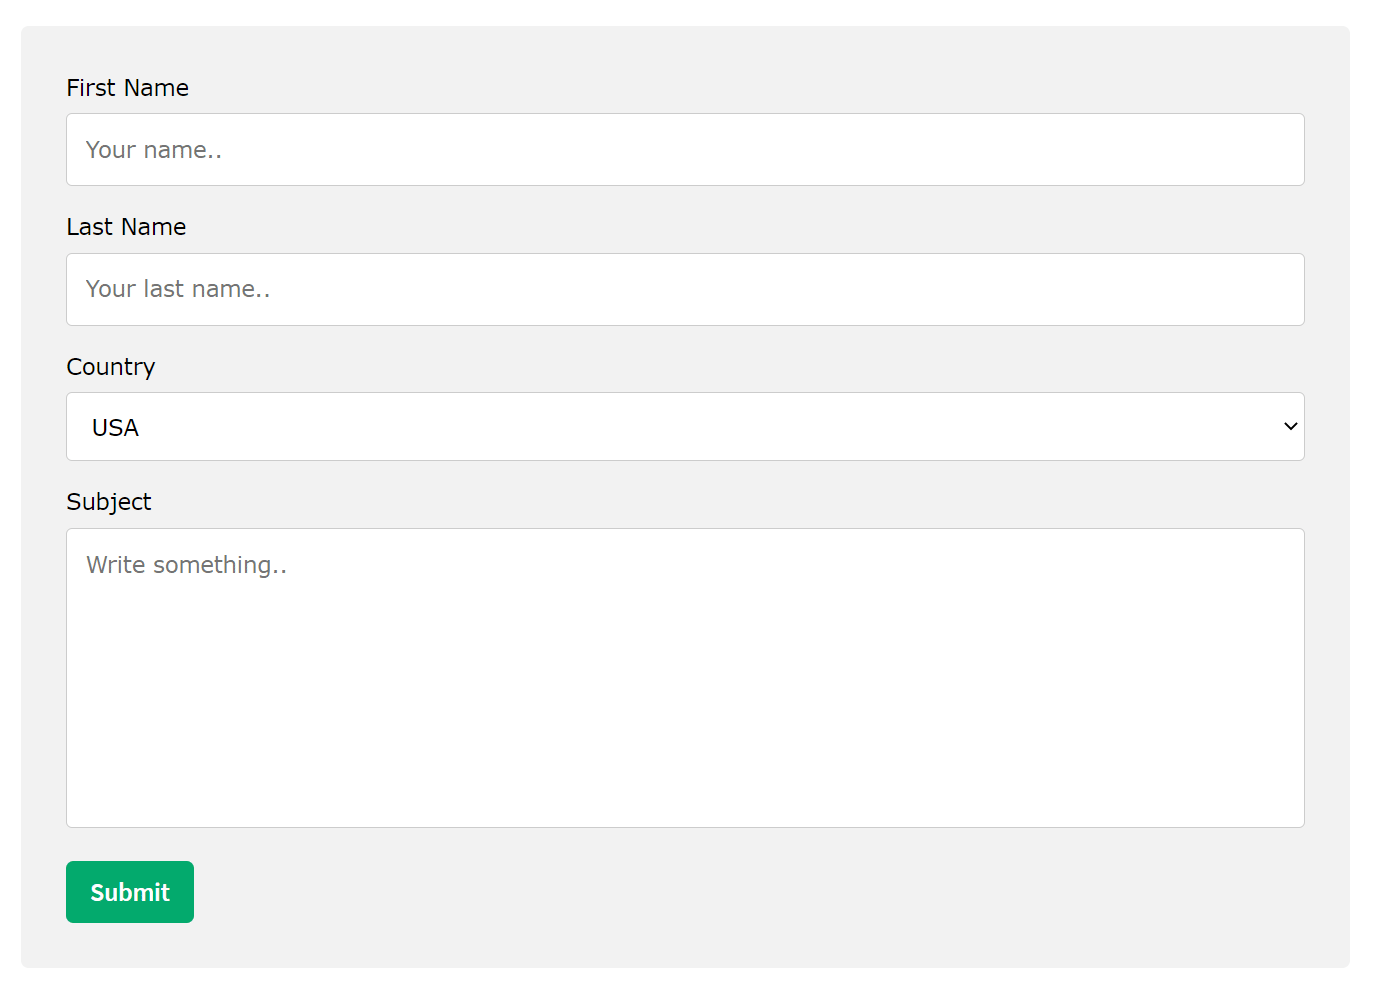 First Name
Your name..
Last Name
Your last name..
Country
USA
Subject
Write something..
Submit